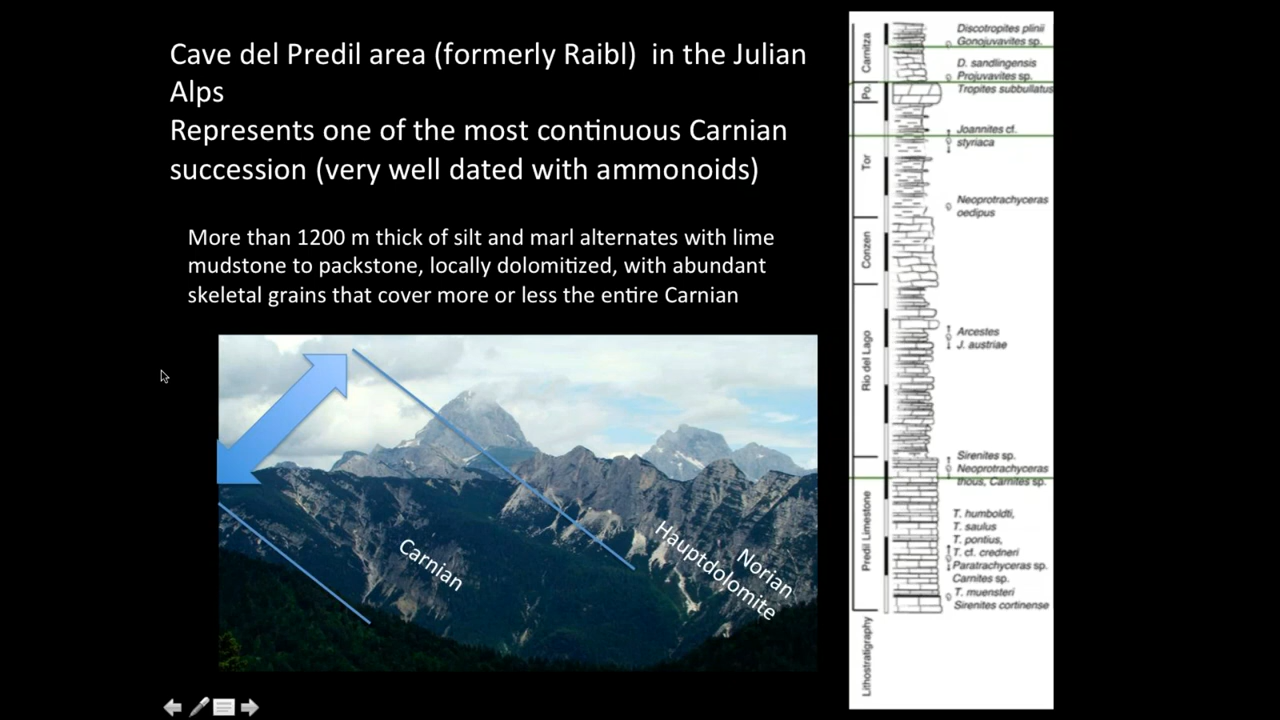 Cave del Predil area (formerly Raibl)  in the Julian
Alps
Represents one of the most continuous Carnian
succession (very well dated with ammonoids)
More than 1200 m thick of silt and marl alternates with lime
mudstone to packstone, locally dolomitized, with abundant
skeletal grains that cover more or less the entire Carnian
Carnian
Norian
Hauptdolomite
Carnitza
Po.
Tor
Conzen
Rio del Lago
Predil Limestone
Lithostratigraphy
Discotropites plinii
Gonojuvavites sp.
D. sandlingensis
Projuvavites sp.
Tropites subbullatus
Joannites cf.
styriaca
Neoprotrachyceras
oedipus
Arcestes
J. austriae
Sirenites sp.
Neoprotrachyceras
thous, Carnites sp.
T. humboldti,
T. saulus
T. pontius,
T. cf. credneri
Paratrachyceras sp.
Carnites sp.
T. muensteri
Sirenites cortinense